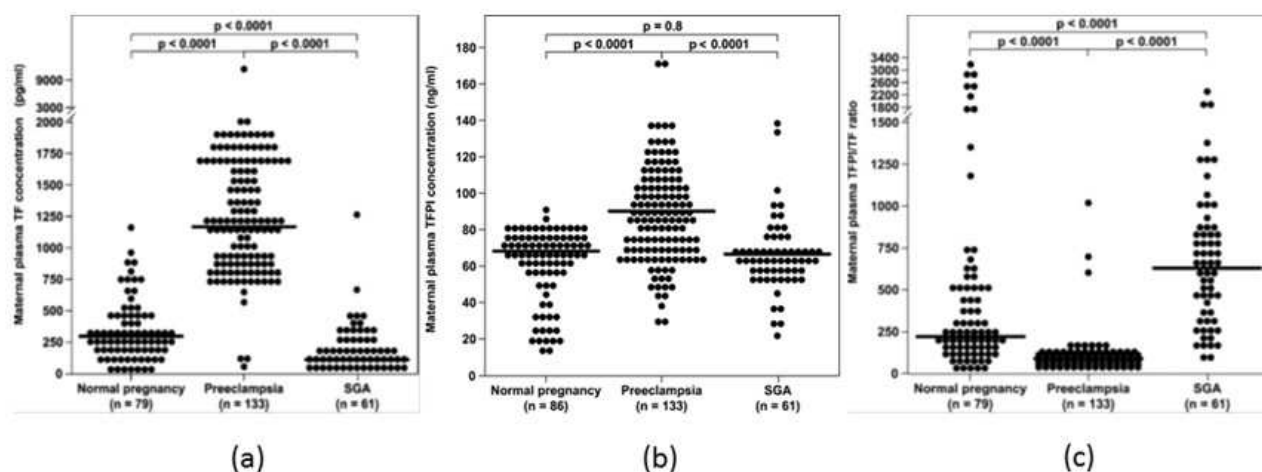 p < 0.0001
p < 0.0001 p < 0.0001
Maternal plasma TF concentration (pg/ml)
9000
3000
2000
1750
1500
1250
1000
750
500
250
0
Normal pregnancy Preeclampsia SGA
(n = 79) (n = 133) (n = 61)
(a)
p = 0.8
p < 0.0001 p < 0.0001
Maternal plasma TFPI concentration (ng/ml)
180
160
140
120
100
80
60
40
20
0
Normal pregnancy Preeclampsia SGA
(n = 86) (n = 133) (n = 61)
(b)
p < 0.0001
p < 0.0001 p < 0.0001
Maternal plasma TFPI/TF ratio
3400
3000
2600
2200
1800
1500
1250
1000
750
500
250
0
Normal pregnancy Preeclampsia SGA
(n = 79) (n = 133) (n = 61)
(c)